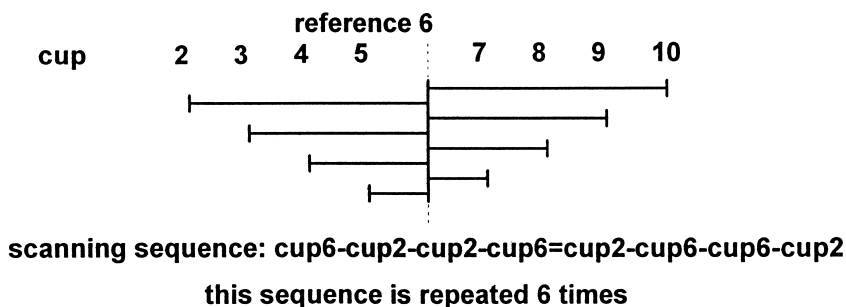 reference 6
cup 2 3 4 5 7 8 9 10
scanning sequence: cup6-cup2-cup2-cup6=cup2-cup6-cup6-cup2
this sequence is repeated 6 times